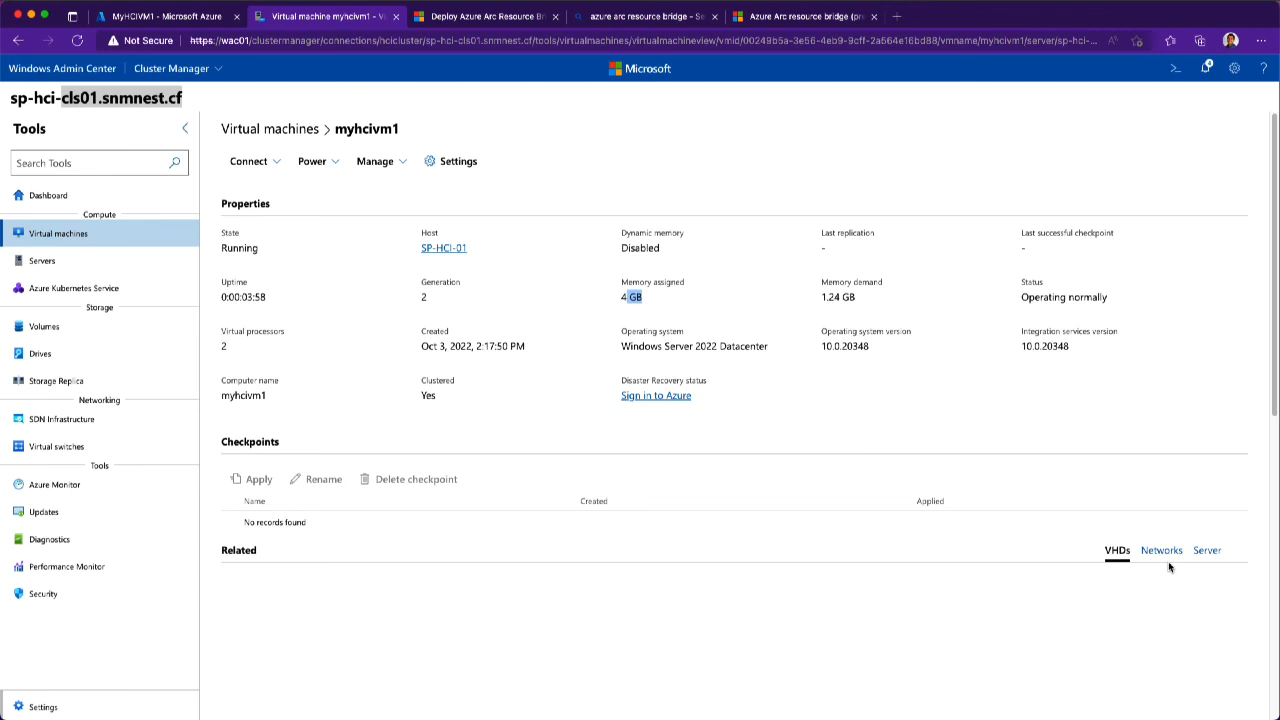 MyHCIVM1 - Microsoft Azure
Virtual machine myhcivm1 - V
Deploy Azure Arc Resource Br
azure arc resource bridge - Se
Azure Arc resource bridge (pre
Not Secure
https://wac01/clustermanager/connections/hcicluster/sp-hci-cls01.snmnest.cf/tools/virtualmachines/virtualmachineview/vmid/00249b5a-3e56-4eb9-9cff-2a564e16bd88/vmname/myhcivm1/server/sp-hci-...
Windows Admin Center
Cluster Manager
Microsoft
4
sp-hci-cls01.snmnest.cf
Tools
Search Tools
Dashboard
Compute
Virtual machines
Servers
Azure Kubernetes Service
Storage
Volumes
Drives
Storage Replica
Networking
SDN Infrastructure
Virtual switches
Tools
Azure Monitor
Updates
Diagnostics
Performance Monitor
Security
Settings
Virtual machines > myhcivm1
Connect
Power
Manage
Settings
Properties
State
Running
Host
SP-HCI-01
Dynamic memory
Disabled
Last replication
-
Last successful checkpoint
-
Uptime
0:00:03:58
Generation
2
Memory assigned
4 GB
Memory demand
1.24 GB
Status
Operating normally
Virtual processors
2
Created
Oct 3, 2022, 2:17:50 PM
Operating system
Windows Server 2022 Datacenter
Operating system version
10.0.20348
Integration services version
10.0.20348
Computer name
myhcivm1
Clustered
Yes
Disaster Recovery status
Sign in to Azure
Checkpoints
Apply
Rename
Delete checkpoint
Name
Created
Applied
No records found
Related
VHDs
Networks
Server